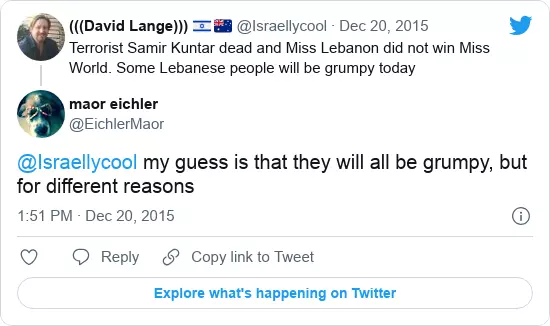 (((David Lange))) 🇮🇱🇦🇺 @Israellycool · Dec 20, 2015
Terrorist Samir Kuntar dead and Miss Lebanon did not win Miss
World. Some Lebanese people will be grumpy today
maor eichler
@EichlerMaor
@Israellycool my guess is that they will all be grumpy, but
for different reasons
1:51 PM · Dec 20, 2015
Reply
Copy link to Tweet
Explore what's happening on Twitter